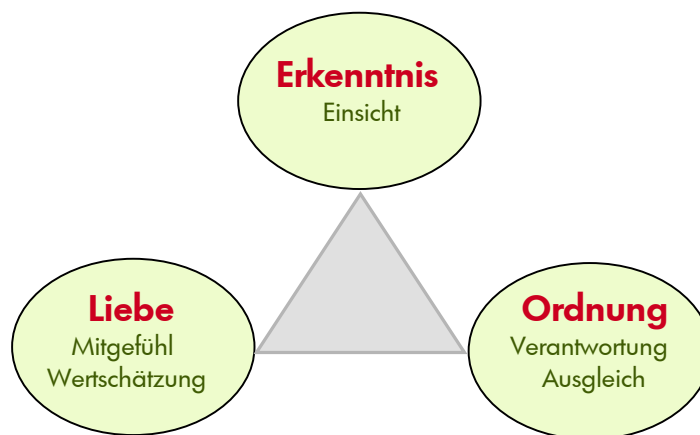 Erkenntnis
Einsicht
Liebe
Mitgefühl
Wertschätzung
Ordnung
Verantwortung
Ausgleich